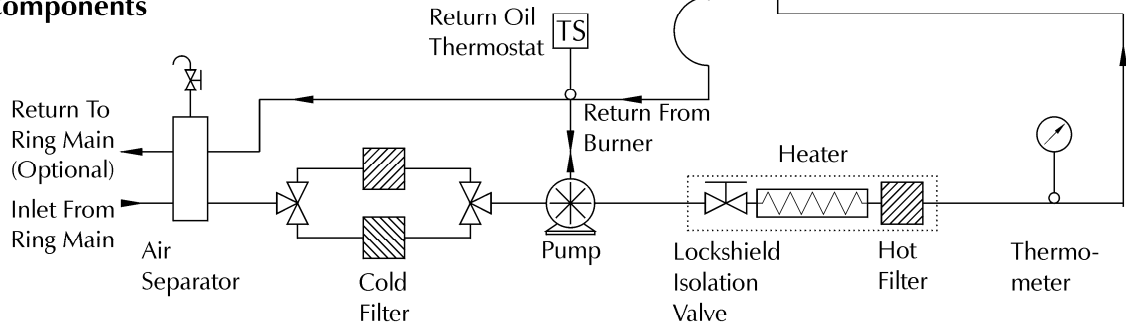 Components
Return Oil
Thermostat
TS
Return To
Ring Main
(Optional)
Return From
Burner
Heater
Inlet From
Ring Main
Air
Separator
Cold
Filter
Pump
Lockshield
Isolation
Valve
Hot
Filter
Thermo-
meter